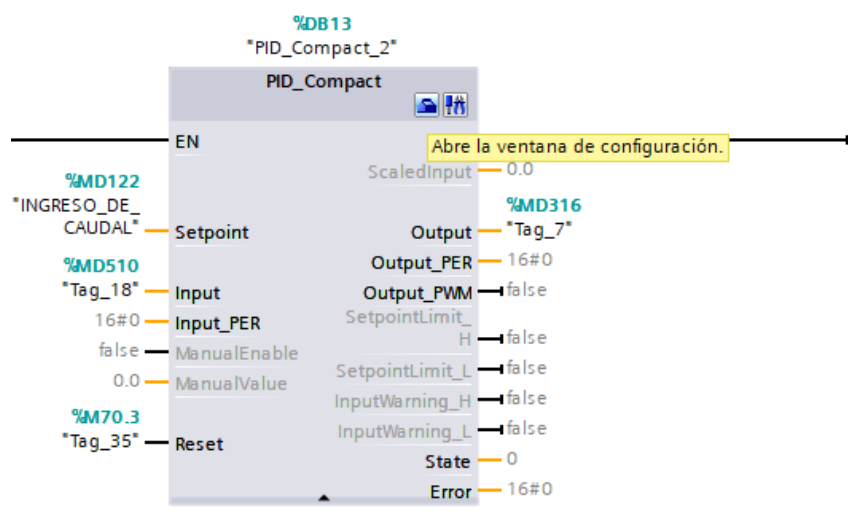 %DB13
"PID_Compact_2"
PID_Compact
EN
Abre la ventana de configuración.
ScaledInput
0.0
%MD122
"INGRESO_DE_
CAUDAL"
Setpoint
%MD316
Output
"Tag_7"
%MD510
"Tag_18"
Input
Output_PER
16#0
Output_PWM
false
16#0
Input_PER
SetpointLimit_
H
false
false
ManualEnable
SetpointLimit_L
false
0.0
ManualValue
InputWarning_H
false
%M70.3
"Tag_35"
Reset
InputWarning_L
false
State
0
Error
16#0